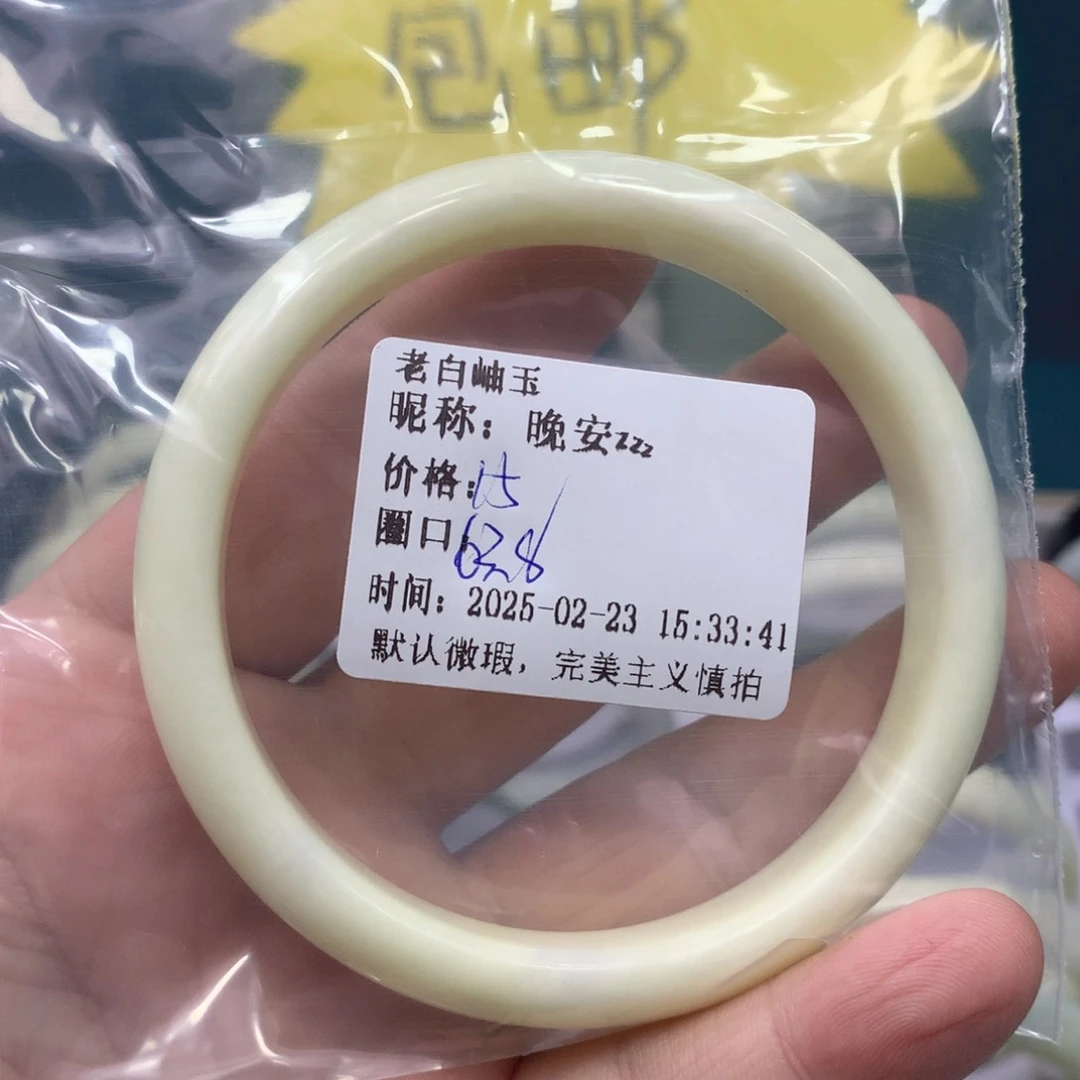 包邮
老白岫玉
昵称：晚安zzz
价格：15
圈口 62.8
时间：2025-02-23 15:33:41
默认微瑕，完美主义慎拍